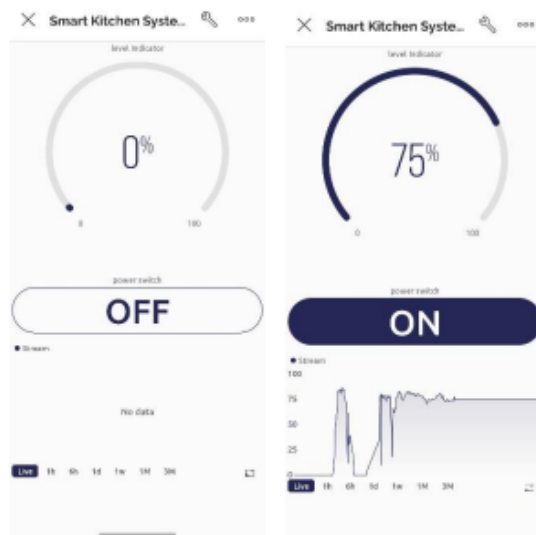 Smart Kitchen Syste...
level Indicator
0%
0 100
power switch
OFF
Stream
No data
Live 1h 6h 1d 1w 1M 3M
Smart Kitchen Syste...
level Indicator
75%
0 100
power switch
ON
Stream
100
75
50
25
0
Live 1h 6h 1d 1w 1M 3M